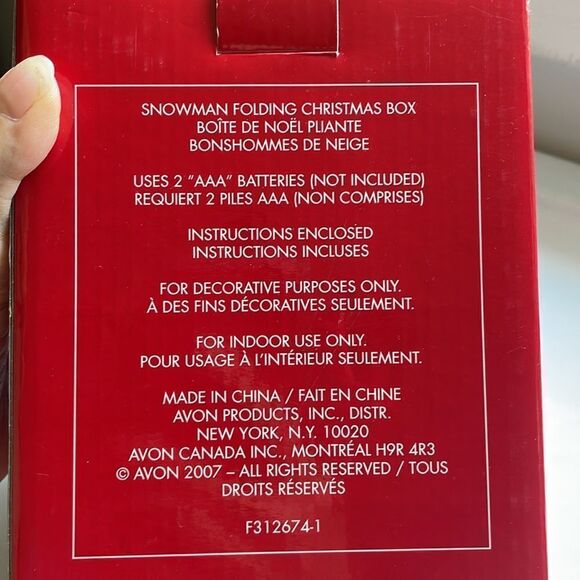 SNOWMAN FOLDING CHRISTMAS BOX
BOÎTE DE NOËL PLIANTE
BONSHOMMES DE NEIGE
USES 2 "AAA" BATTERIES (NOT INCLUDED)
REQUIERT 2 PILES AAA (NON COMPRISES)
INSTRUCTIONS ENCLOSED
INSTRUCTIONS INCLUSES
FOR DECORATIVE PURPOSES ONLY.
À DES FINS DÉCORATIVES SEULEMENT.
FOR INDOOR USE ONLY.
POUR USAGE À L'INTÉRIEUR SEULEMENT.
MADE IN CHINA / FAIT EN CHINE
AVON PRODUCTS, INC., DISTR.
NEW YORK, N.Y. 10020
AVON CANADA INC., MONTRÉAL H9R 4R3
© AVON 2007 – ALL RIGHTS RESERVED / TOUS
DROITS RÉSERVÉS
F312674-1